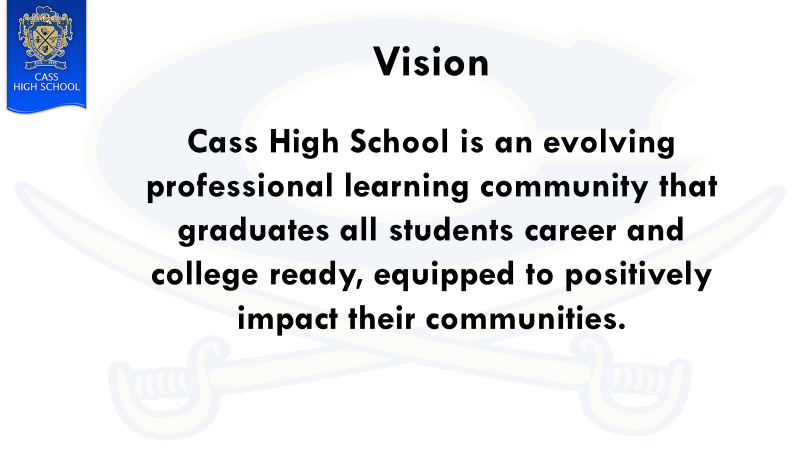 CASS
HIGH SCHOOL
Vision
Cass High School is an evolving
professional learning community that
graduates all students career and
college ready, equipped to positively
impact their communities.